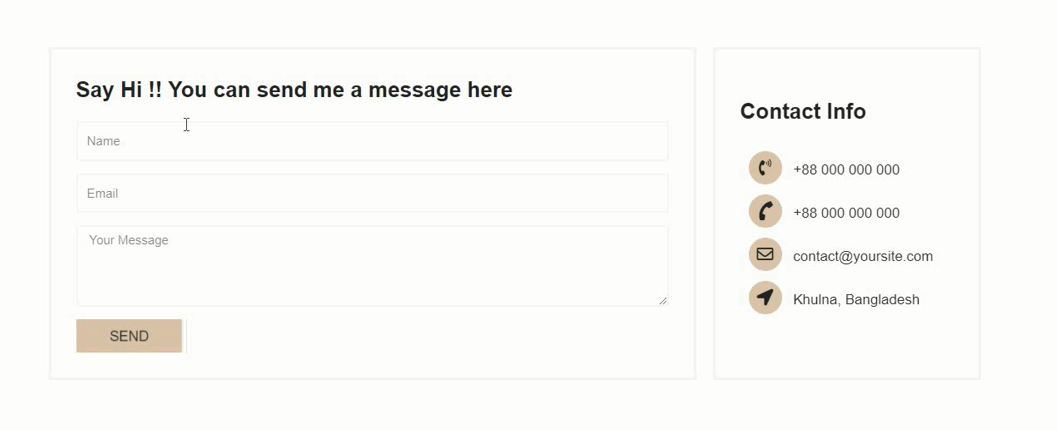 Say Hi !! You can send me a message here
Name
Email
Your Message
SEND
Contact Info
+88 000 000 000
+88 000 000 000
contact@yoursite.com
Khulna, Bangladesh